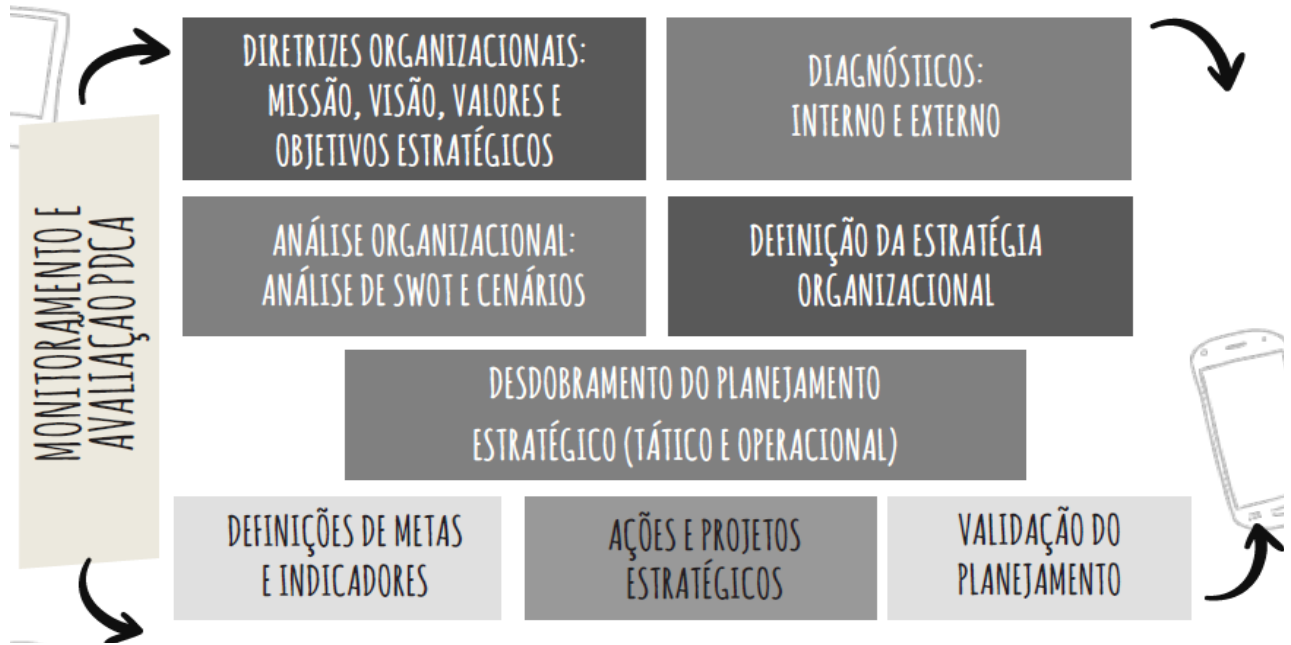 DIRETRIZES ORGANIZACIONAIS:
MISSÃO, VISÃO, VALORES E
OBJETIVOS ESTRATÉGICOS
DIAGNÓSTICOS:
INTERNO E EXTERNO
MONITORAMENTO E
AVALIAÇÃO PDCA
ANÁLISE ORGANIZACIONAL:
ANÁLISE DE SWOT E CENÁRIOS
DEFINIÇÃO DA ESTRATÉGIA
ORGANIZACIONAL
DESDOBRAMENTO DO PLANEJAMENTO
ESTRATÉGICO (TÁTICO E OPERACIONAL)
DEFINIÇÕES DE METAS
E INDICADORES
AÇÕES E PROJETOS
ESTRATÉGICOS
VALIDAÇÃO DO
PLANEJAMENTO